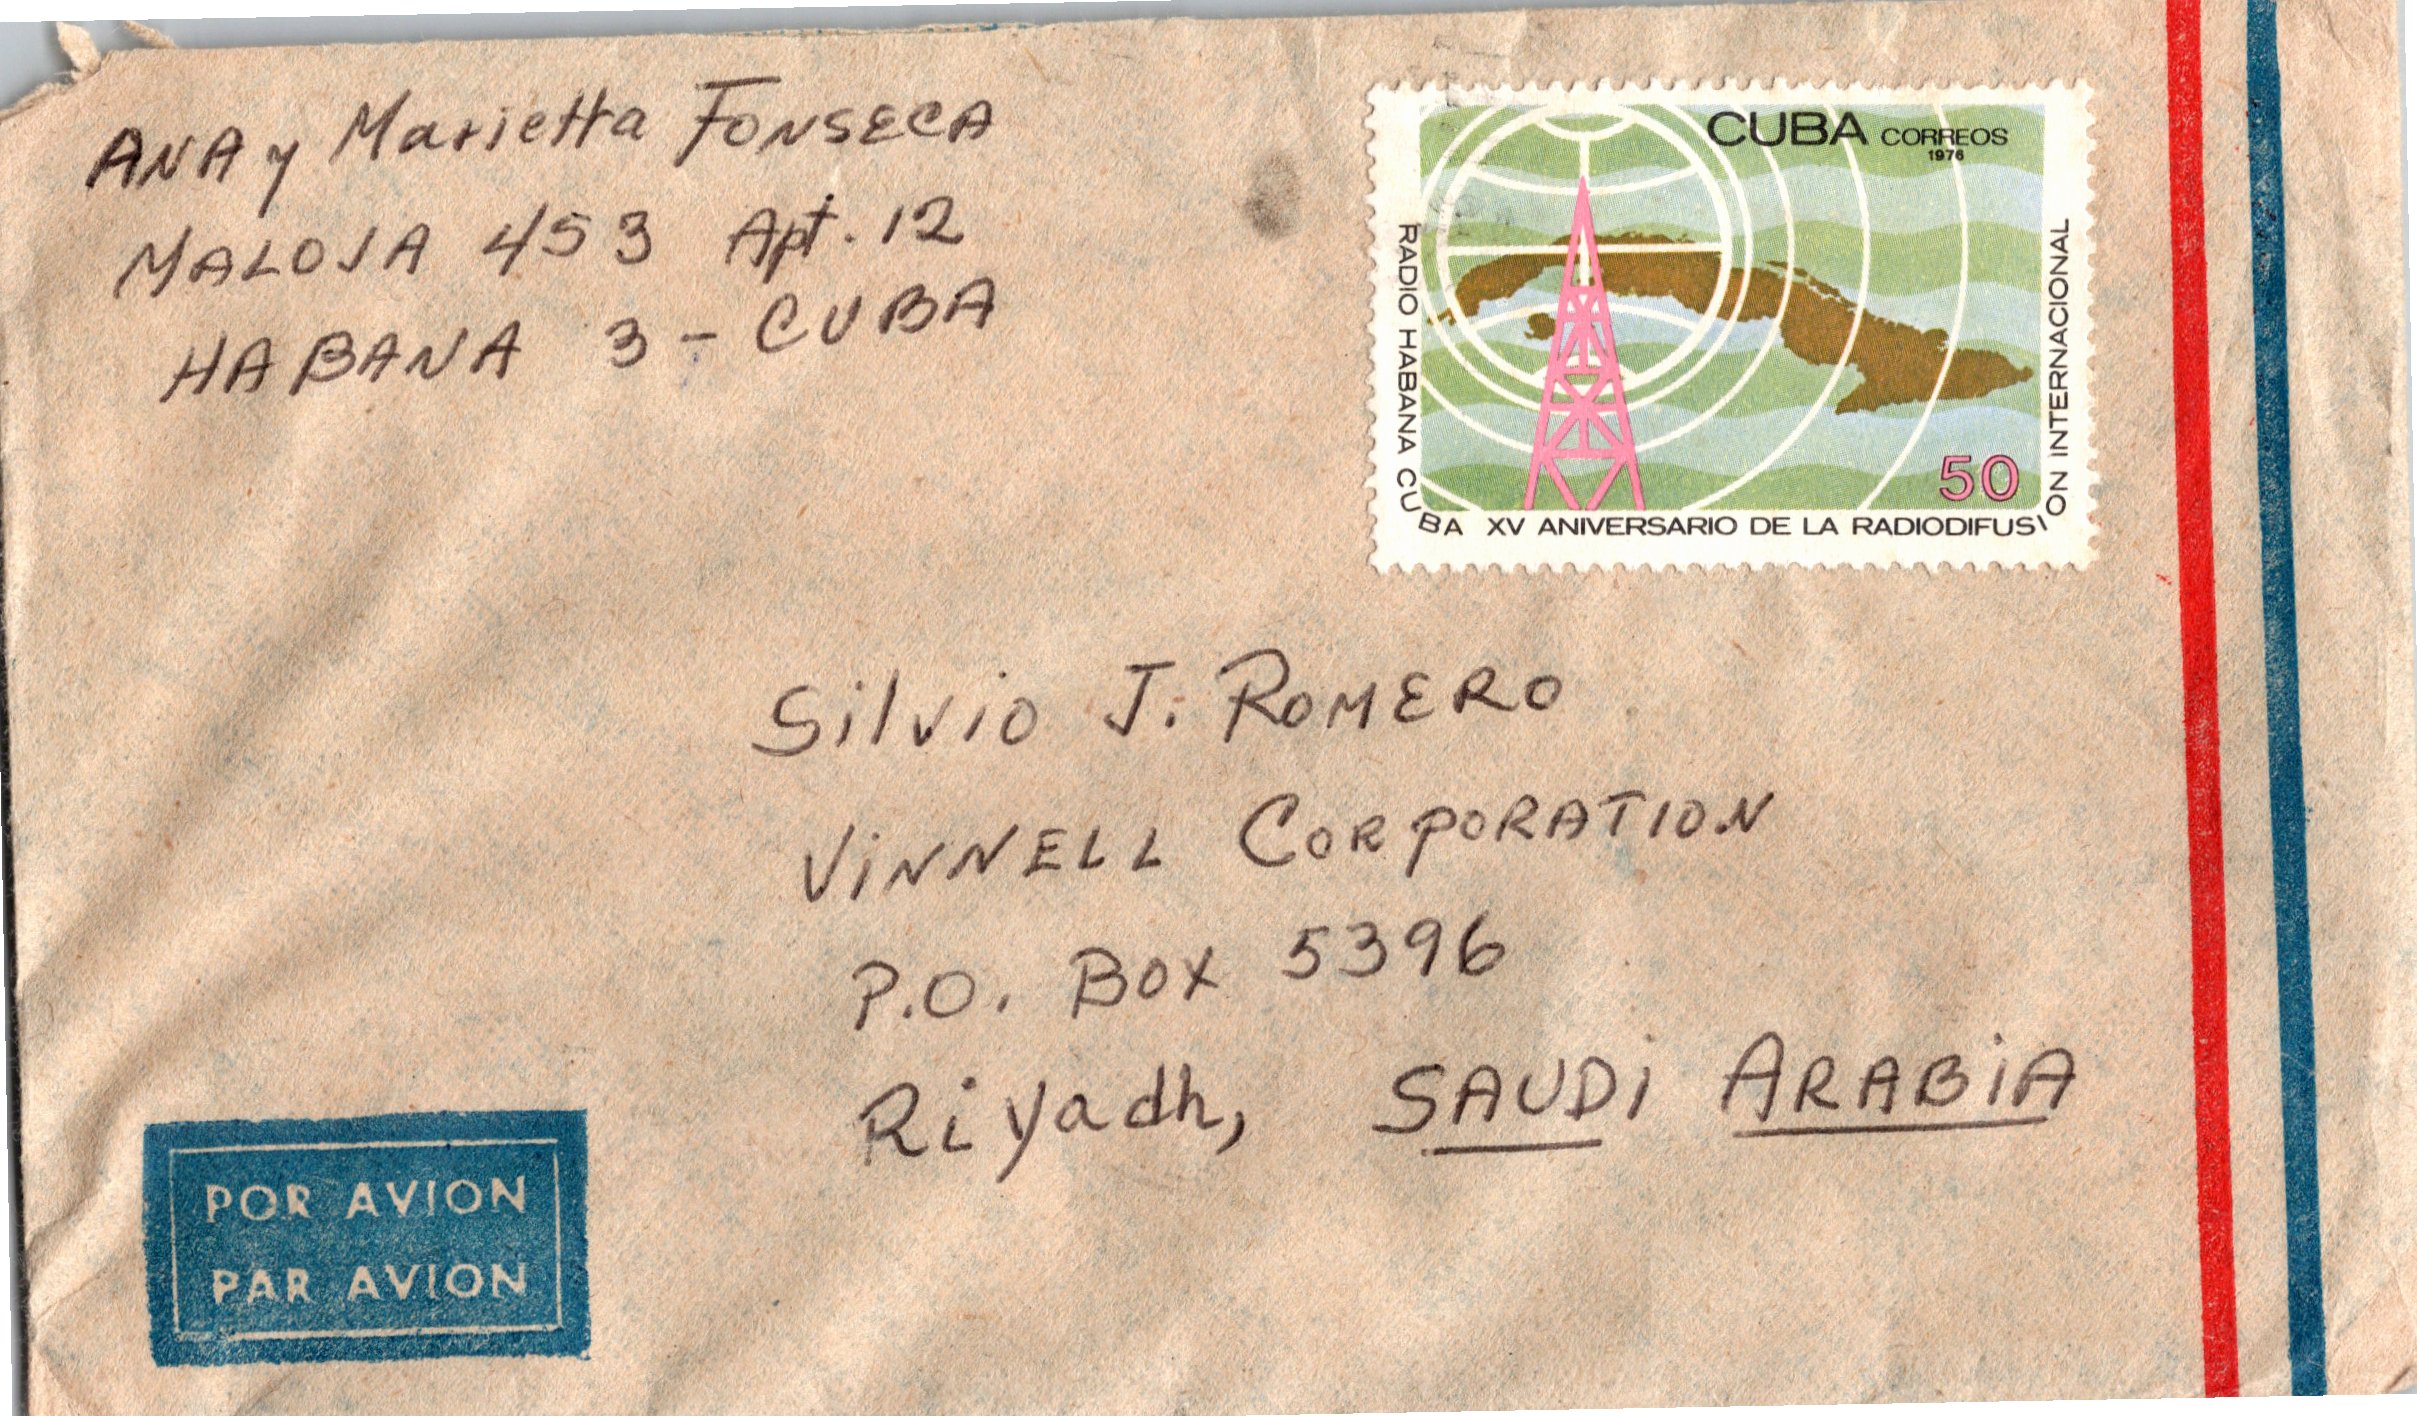 ANA y Marietta FONSECA
MALOJA 453 Apt. 12
HABANA 3 - CUBA
CUBA CORREOS
1976
RADIO HABANA CUBA XV ANIVERSARIO DE LA RADIODIFUSION INTERNACIONAL
50
Silvio J. ROMERO
VINNELL CORPORATION
P.O. BOX 5396
Riyadh, SAUDI ARABIA
POR AVION
PAR AVION